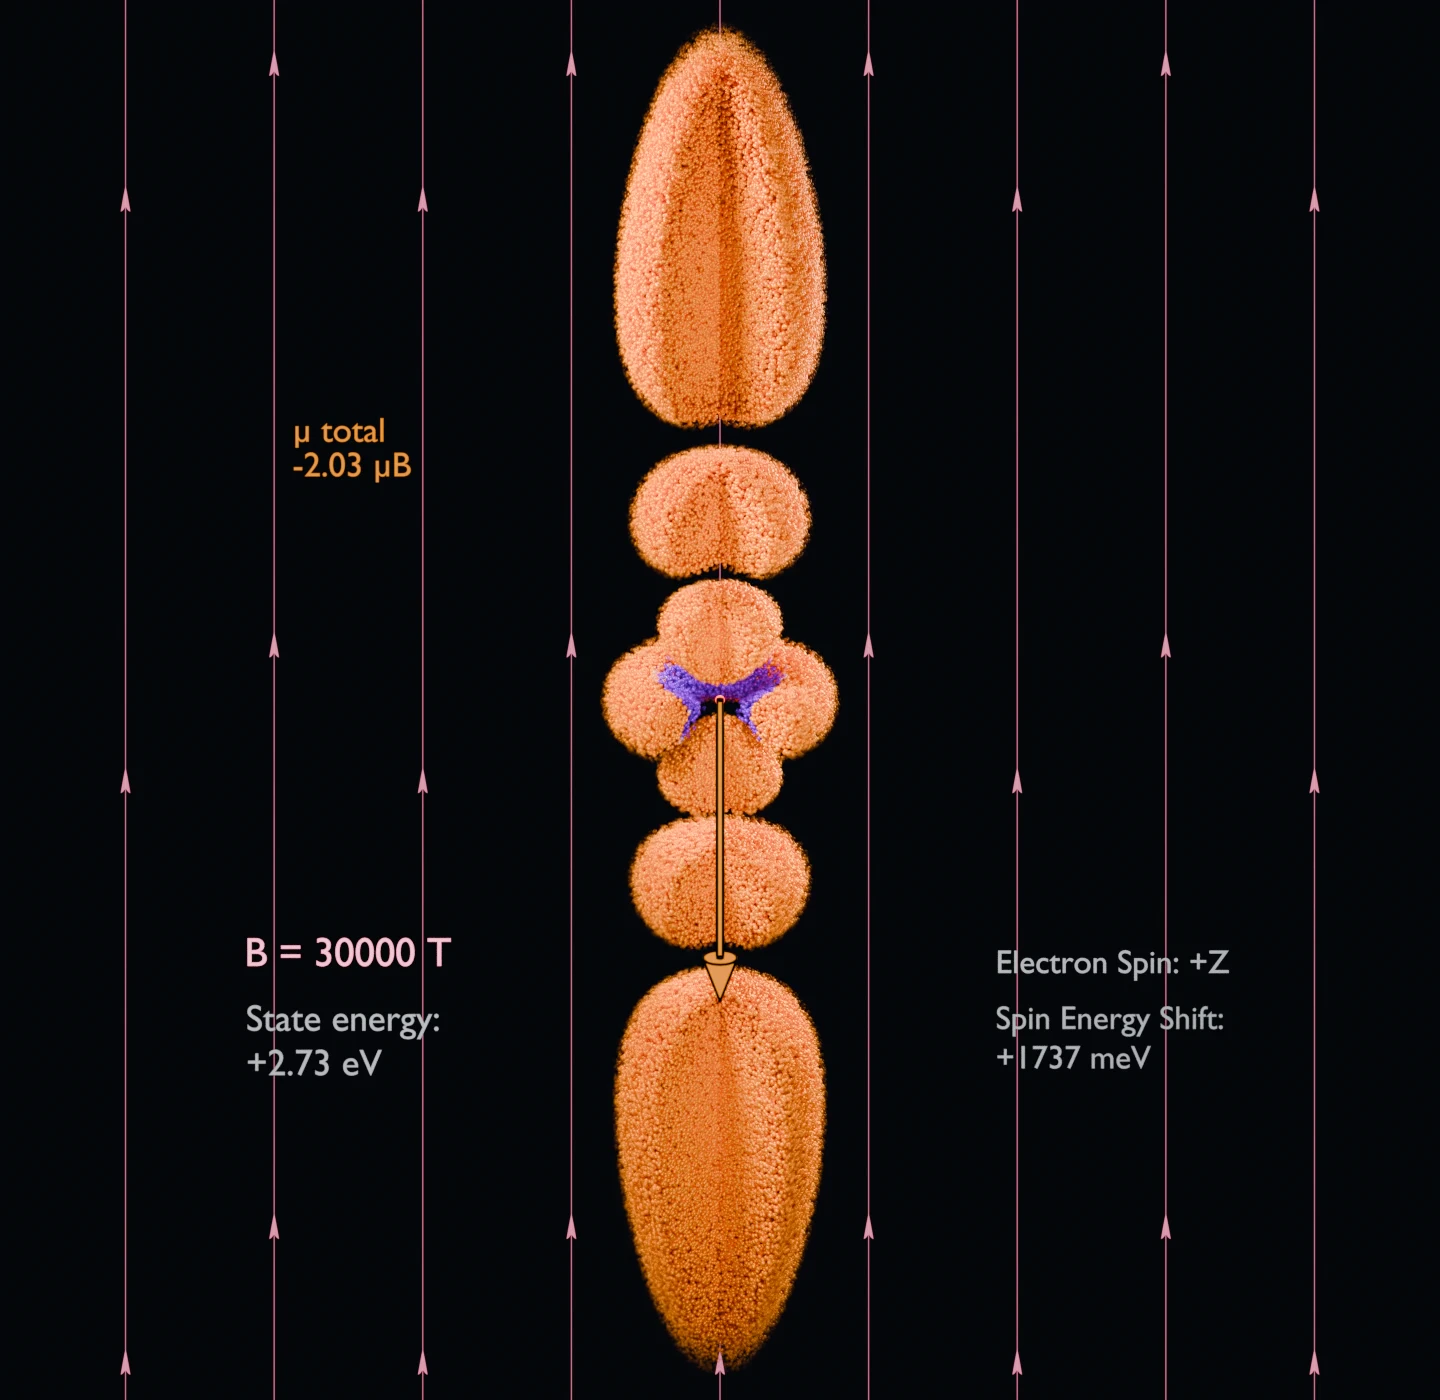 µ total
-2.03 µB
B = 30000 T
State energy:
+2.73 eV
Electron Spin: +Z
Spin Energy Shift:
+1737 meV